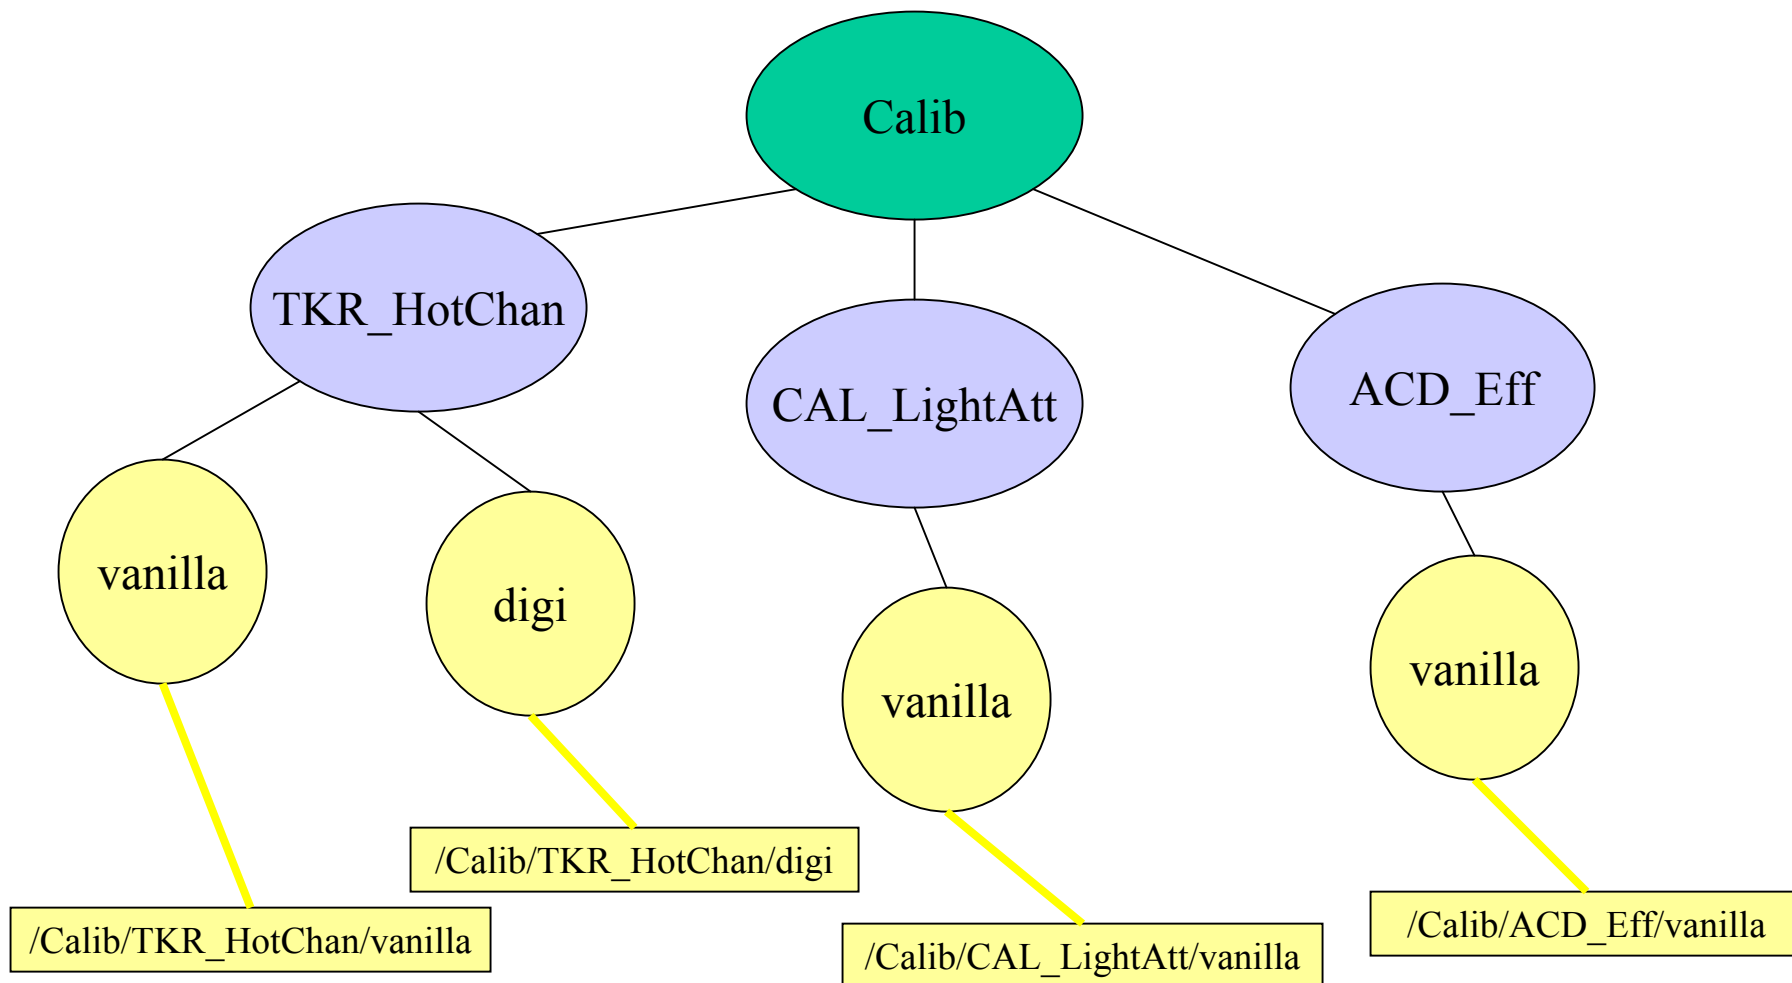 Calib
TKR_HotChan
CAL_LightAtt
ACD_Eff
vanilla
digi
vanilla
vanilla
/Calib/TKR_HotChan/digi
/Calib/TKR_HotChan/vanilla
/Calib/CAL_LightAtt/vanilla
/Calib/ACD_Eff/vanilla